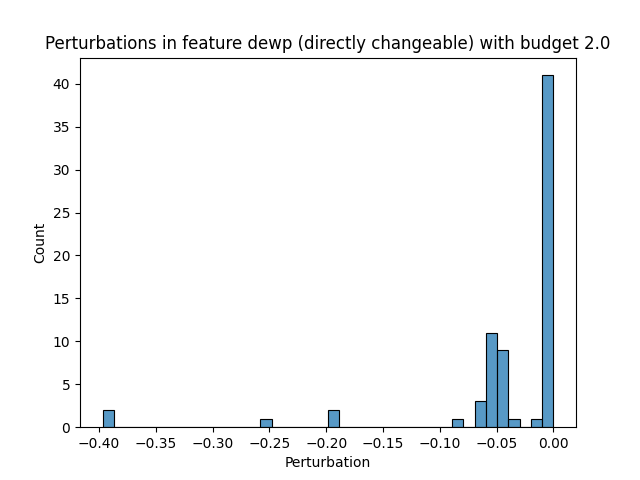 Perturbations in feature dewp (directly changeable) with budget 2.0
40
35
30
25
20
15
10
5
0
Count
−0.40 −0.35 −0.30 −0.25 −0.20 −0.15 −0.10 −0.05 0.00
Perturbation